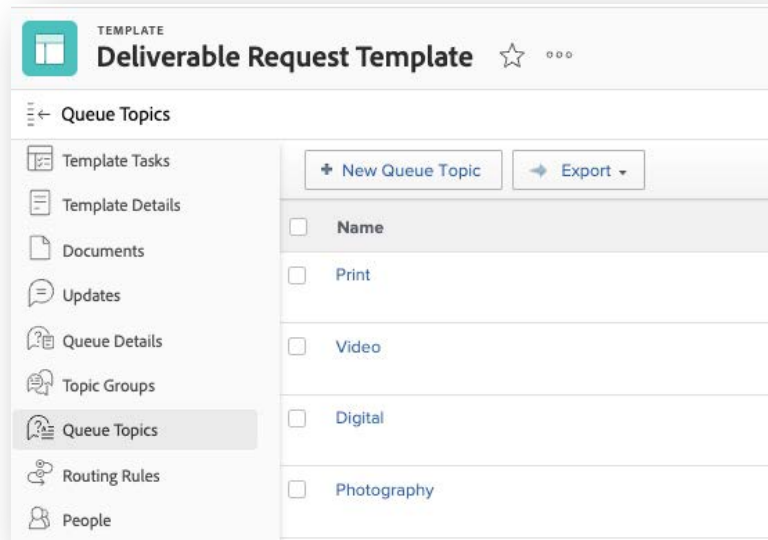 TEMPLATE
Deliverable Request Template
Queue Topics
Template Tasks
Template Details
Documents
Updates
Queue Details
Topic Groups
Queue Topics
Routing Rules
People
+ New Queue Topic
Export
Name
Print
Video
Digital
Photography